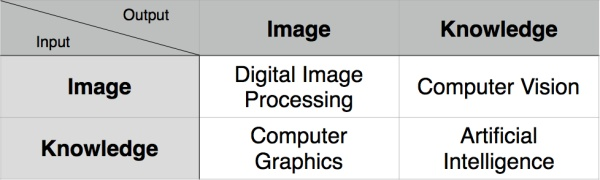 Output
Input
Image
Knowledge
Image
Digital Image
Processing
Computer Vision
Knowledge
Computer
Graphics
Artificial
Intelligence